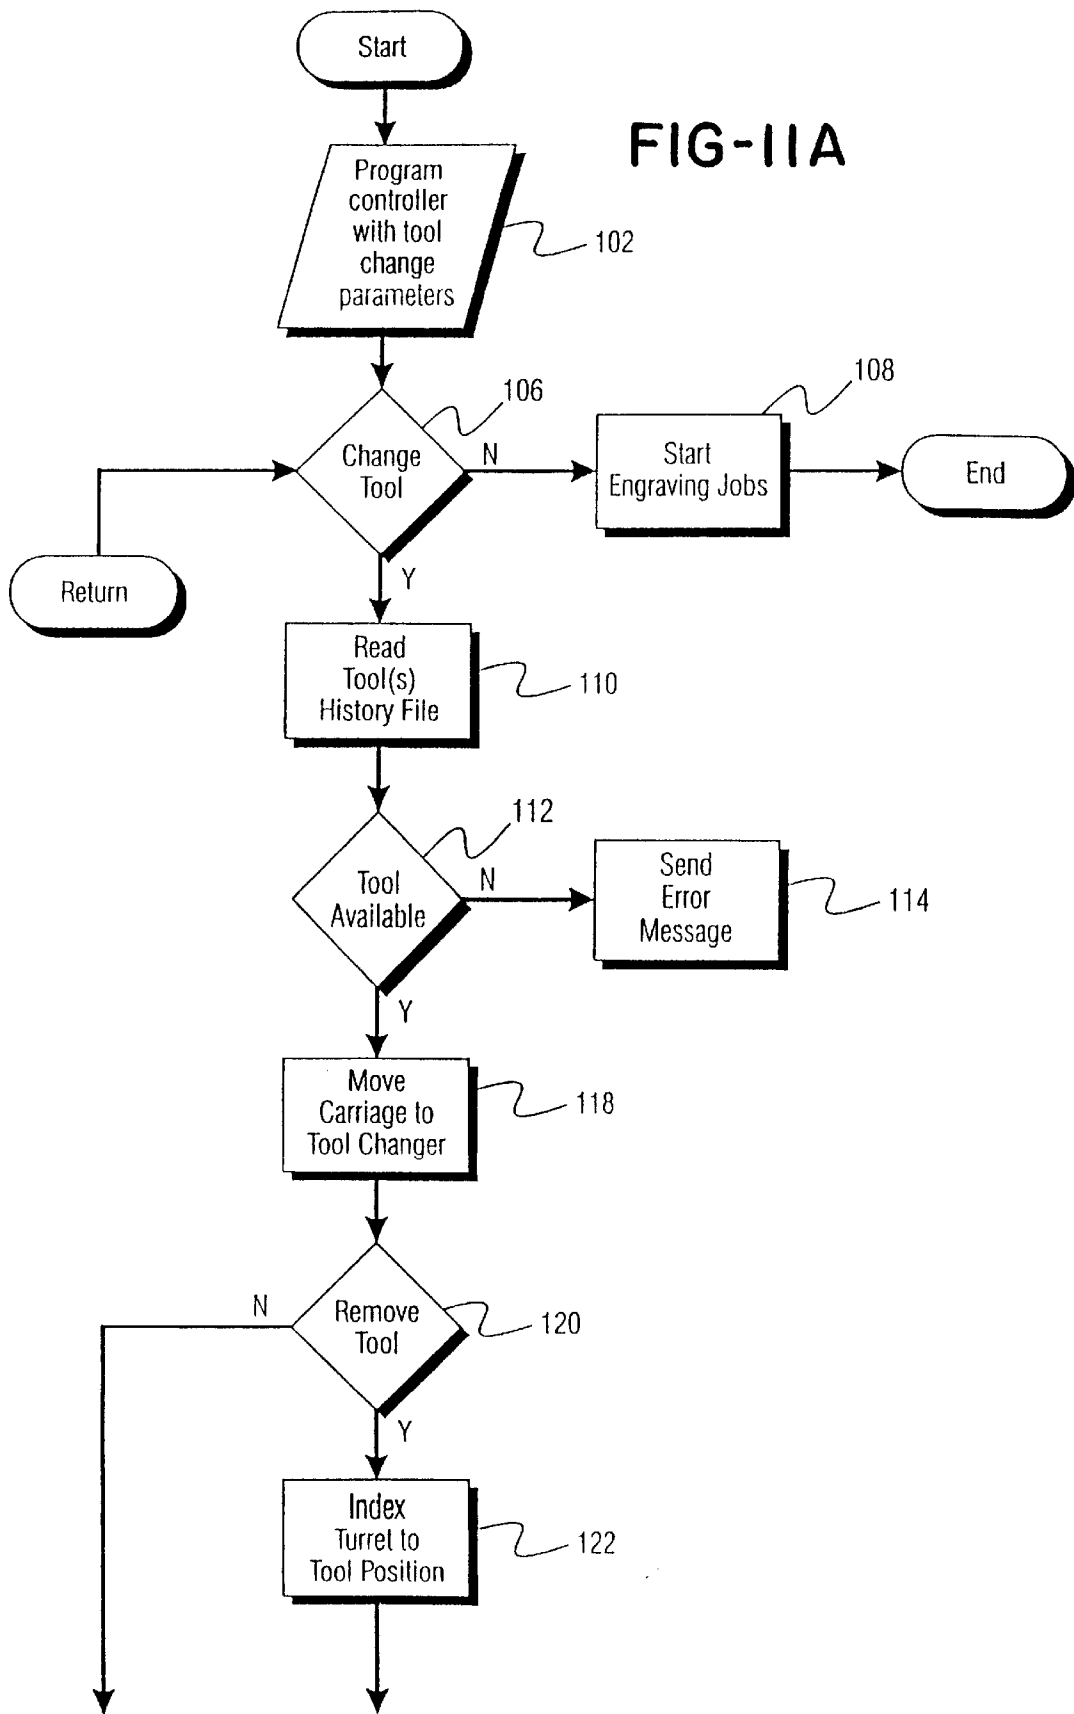 Start
FIG-11A
Program
controller
with tool
change
parameters
102
106
108
Change
Tool
N
Start
Engraving Jobs
End
Return
Y
Read
Tool(s)
History File
110
112
Tool
Available
N
Send
Error
Message
114
Y
Move
Carriage to
Tool Changer
118
N
Remove
Tool
120
Y
Index
Turret to
Tool Position
122